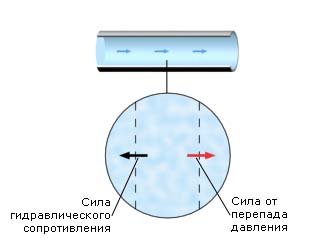 Сила
гидравлического
сопротивления
Сила от
перепада
давления